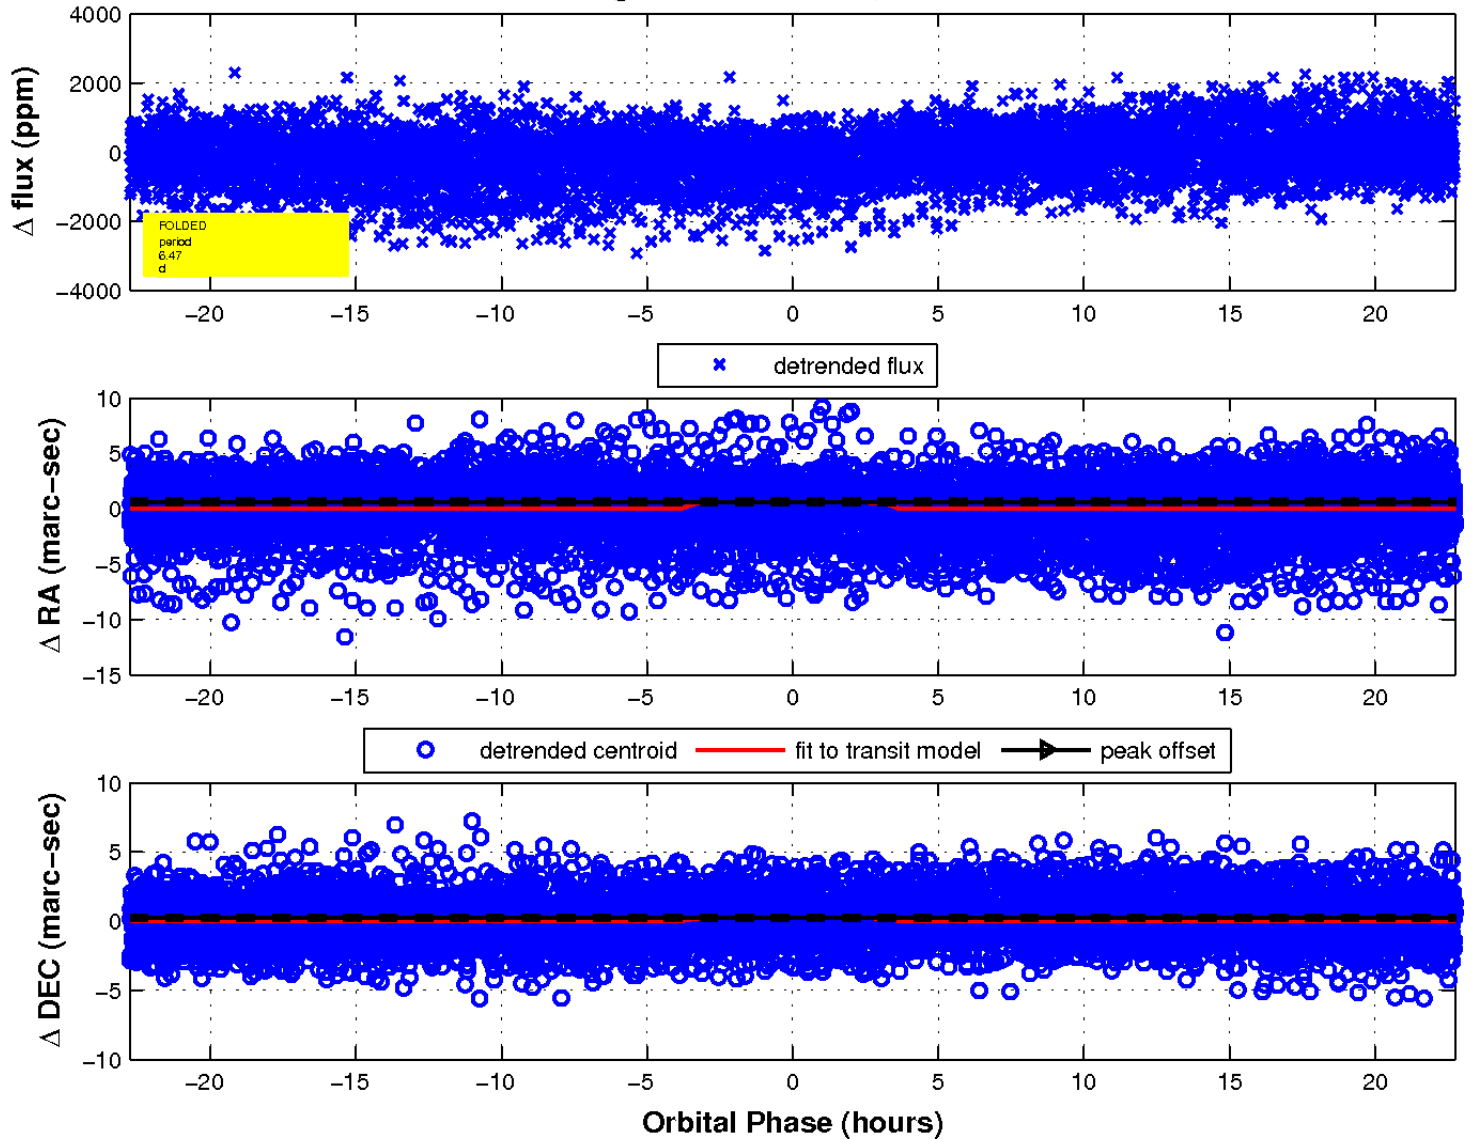 4000
2000
0
−2000
−4000
Δ flux (ppm)
FOLDED
period
6.47
d
−20 −15 −10 −5 0 5 10 15 20
detrended flux
10
5
0
−5
−10
−15
Δ RA (marc−sec)
−20 −15 −10 −5 0 5 10 15 20
detrended centroid fit to transit model peak offset
10
5
0
−5
−10
Δ DEC (marc−sec)
−20 −15 −10 −5 0 5 10 15 20
Orbital Phase (hours)